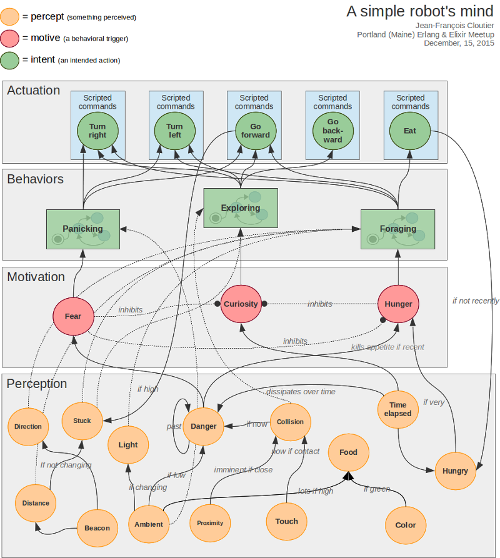 A simple robot's mind
Jean-François Cloutier
Portland (Maine) Erlang & Elixir Meetup
December, 15, 2015
= percept (something perceived)
= motive (a behavioral trigger)
= intent (an intended action)
Actuation
Scripted commands
Turn right
Scripted commands
Turn left
Scripted commands
Go forward
Scripted commands
Go back-ward
Scripted commands
Eat
Behaviors
Panicking
Exploring
Foraging
Motivation
Fear
inhibits
Curiosity
inhibits
Hunger
if not recently
inhibits
kills appetite if recent
Perception
if high
dissipates over time
Direction
Stuck
Light
past
Danger
if now
Collision
Time elapsed
if very
If not changing
now if contact
Food
Hungry
if low
imminent if close
Distance
if changing
lots if high
if green
Beacon
Ambient
Proximity
Touch
Color